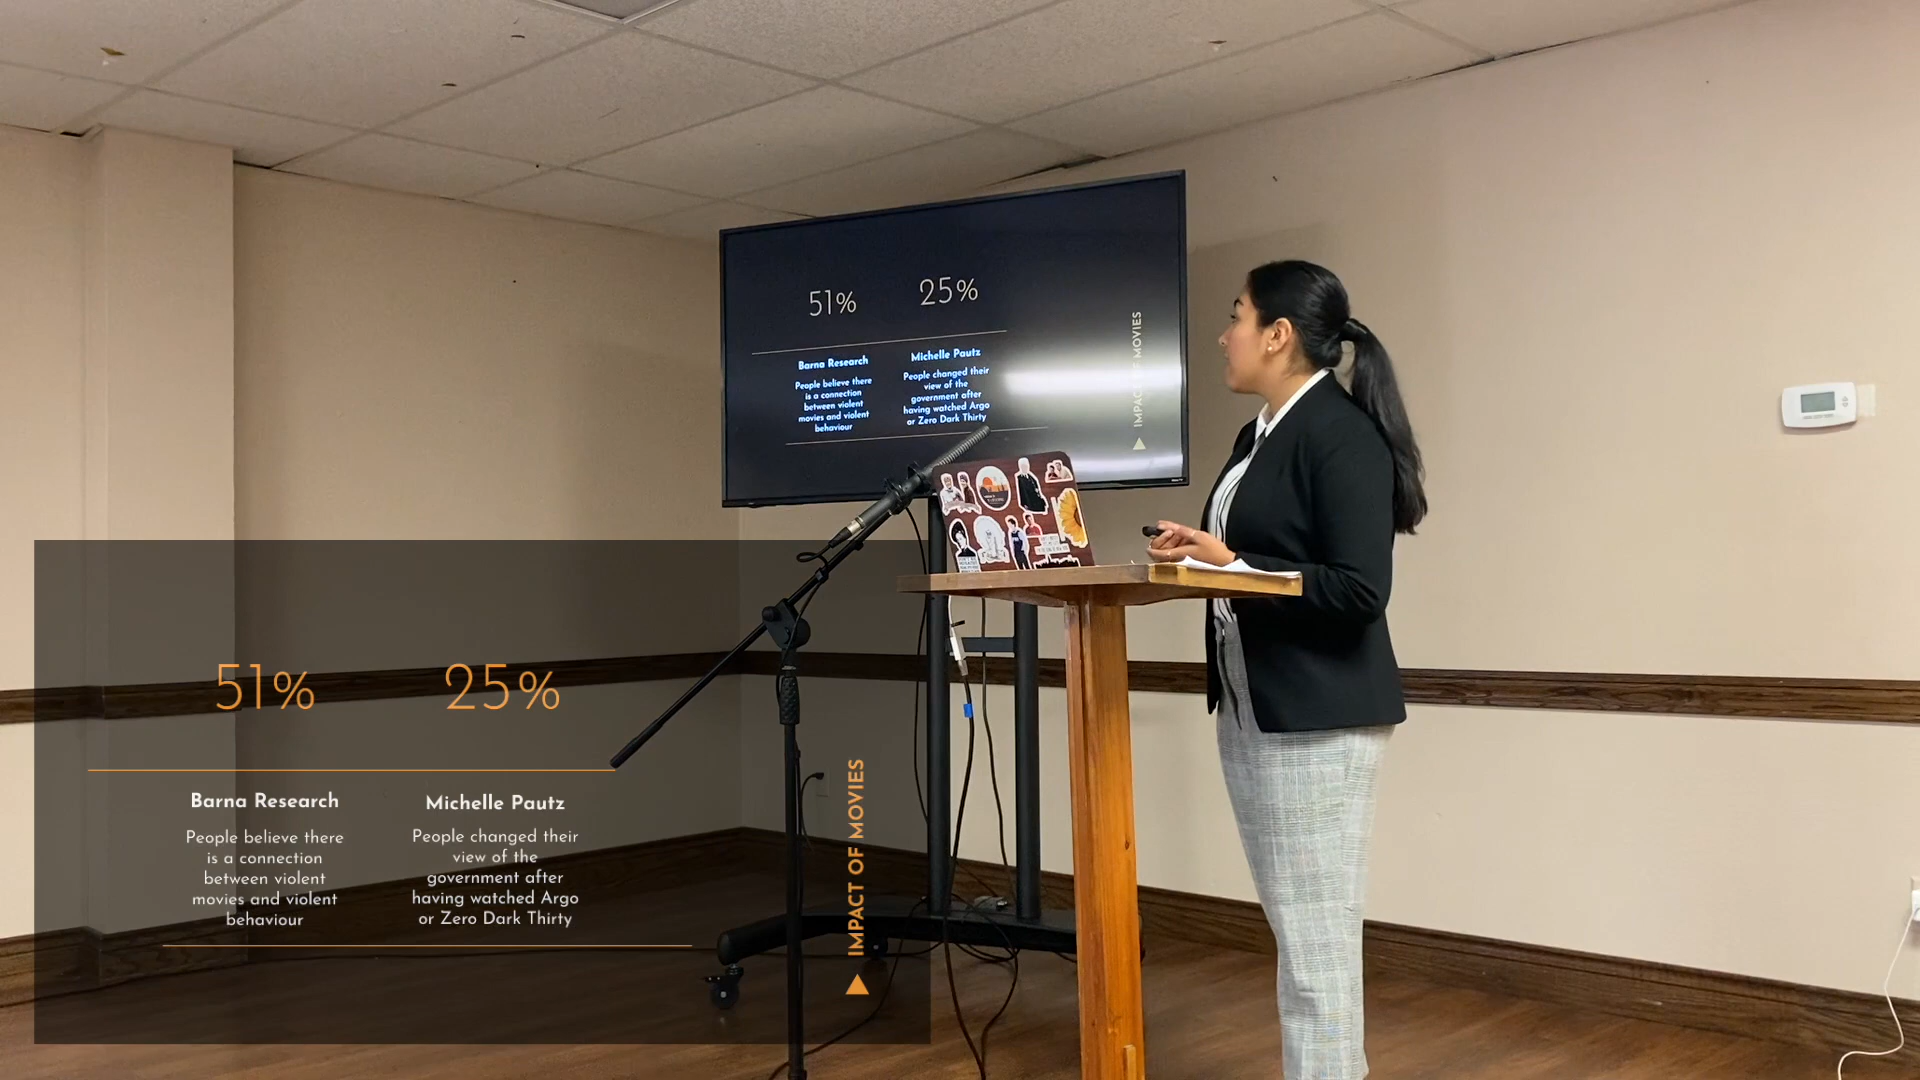 51%
25%
Barna Research
People believe there
is a connection
between violent
movies and violent
behaviour
Michelle Pautz
People changed their
view of the
government after
having watched Argo
or Zero Dark Thirty
IMPACT OF MOVIES
51%
25%
Barna Research
People believe there
is a connection
between violent
movies and violent
behaviour
Michelle Pautz
People changed their
view of the
government after
having watched Argo
or Zero Dark Thirty
IMPACT OF MOVIES